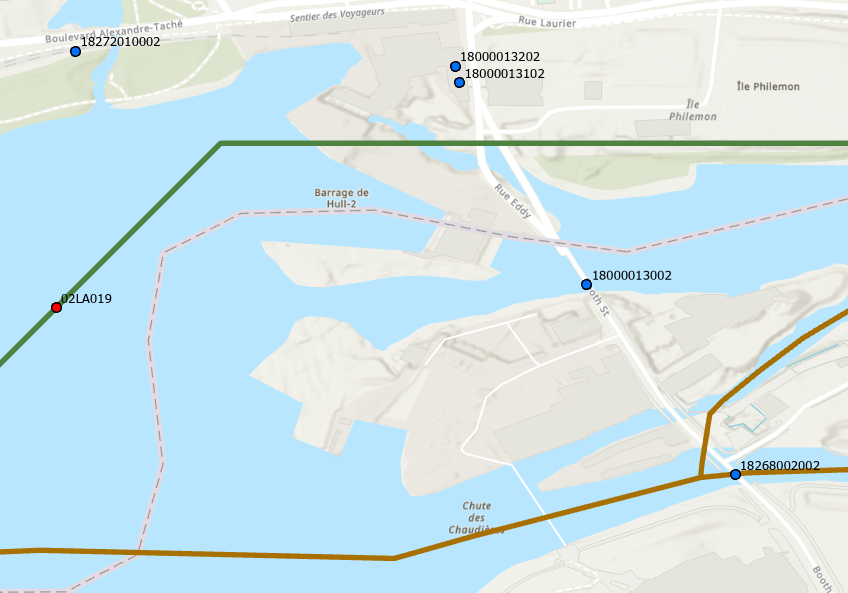 Sentier des Voyageurs
Rue Laurier
Boulevard Alexandre-Taché
18272010002
18000013202
18000013102
Île Philemon
Île
Philemon
Barrage de
Hull-2
Rue Eddy
18000013002
02LA019
oth St
18268002002
Chute
des
Chaudières
Booth